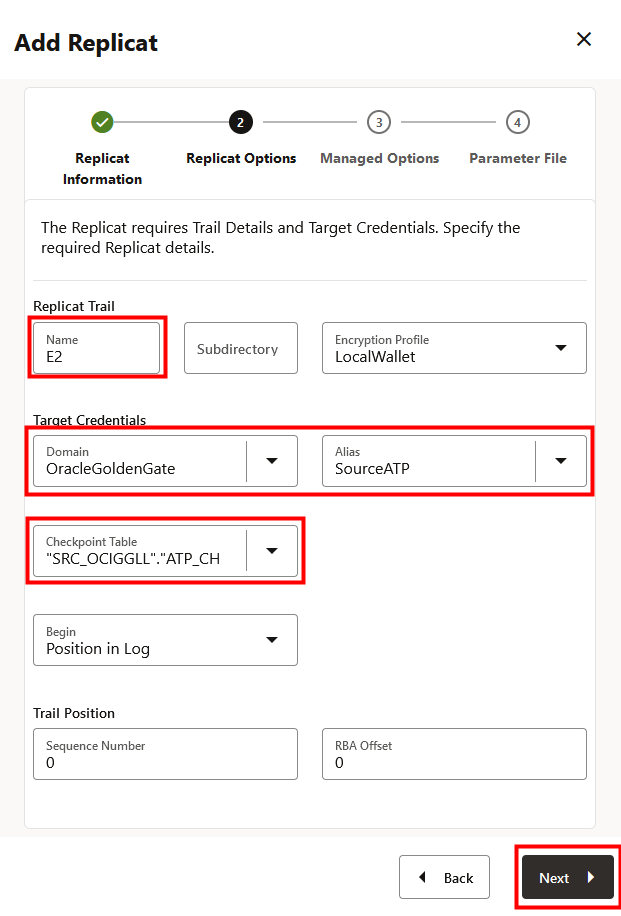 Add Replicat
2
3
4
Replicat
Information
Replicat Options
Managed Options
Parameter File
The Replicat requires Trail Details and Target Credentials. Specify the
required Replicat details.
Replicat Trail
Name
E2
Subdirectory
Encryption Profile
LocalWallet
Target Credentials
Domain
OracleGoldenGate
Alias
SourceATP
Checkpoint Table
"SRC_OCIGGLL"."ATP_CH
Begin
Position in Log
Trail Position
Sequence Number
0
RBA Offset
0
Back
Next